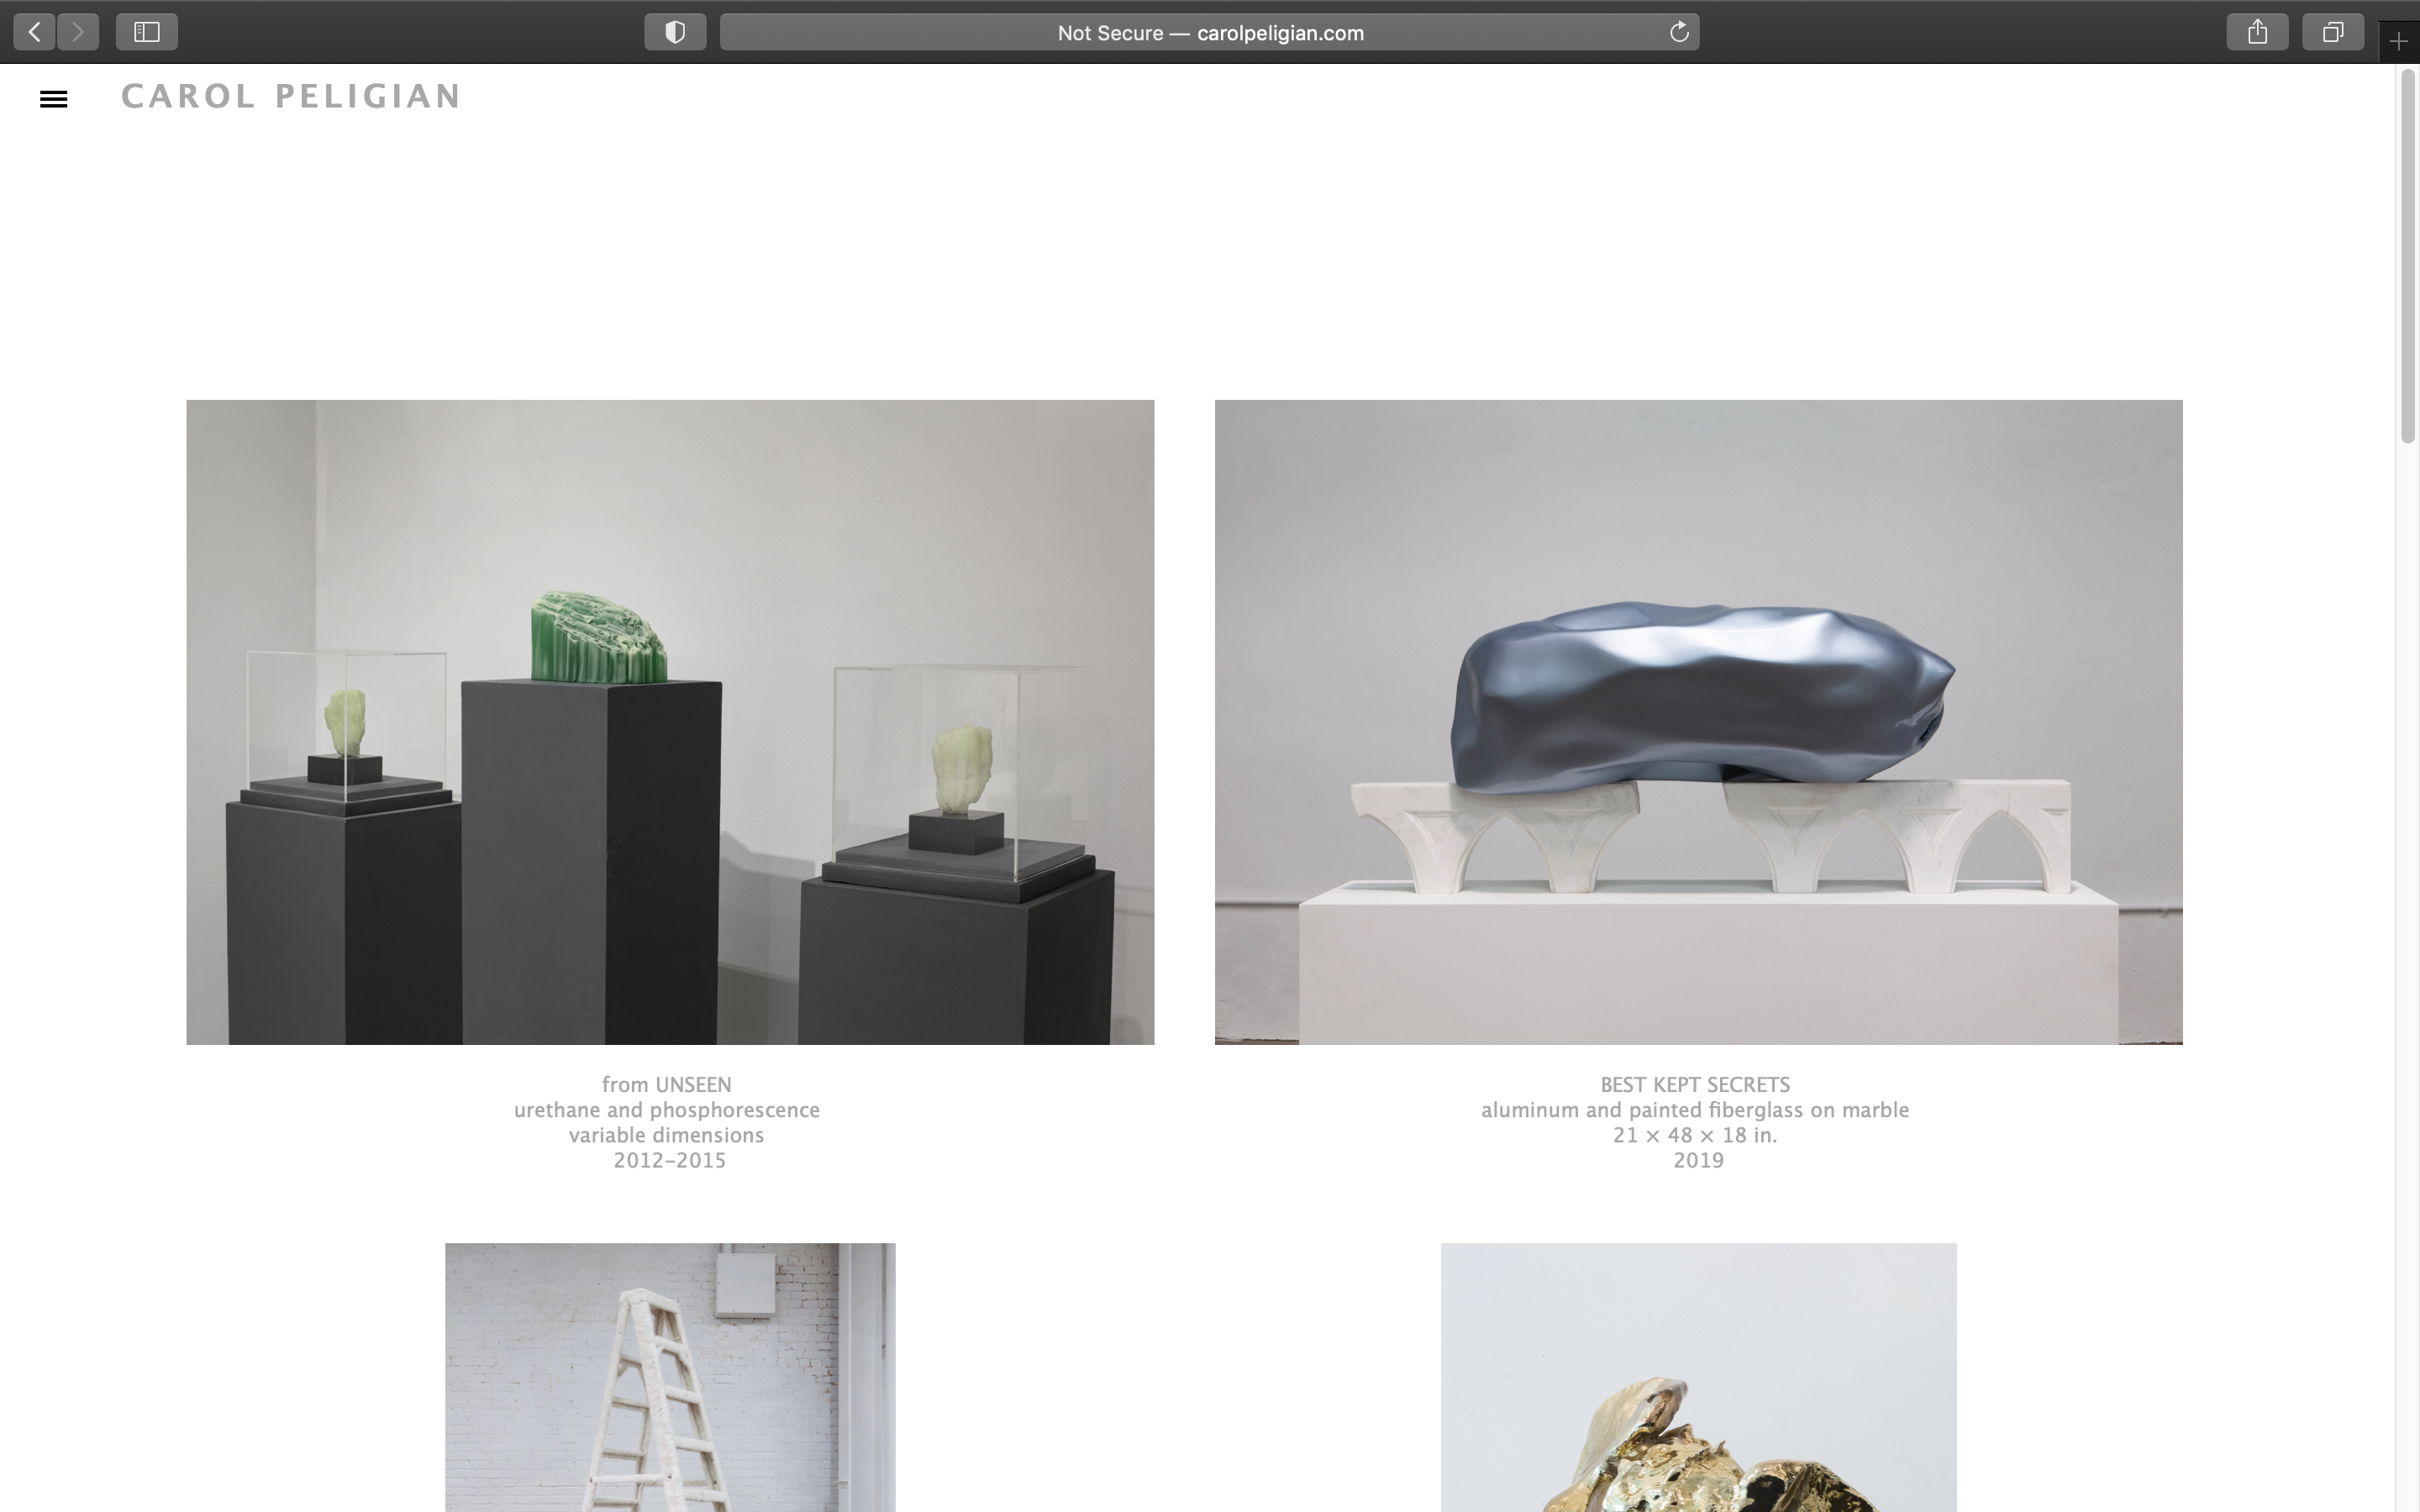 Not Secure — carolpeligian.com
CAROL PELIGIAN
from UNSEEN
urethane and phosphorescence
variable dimensions
2012–2015
BEST KEPT SECRETS
aluminum and painted fiberglass on marble
21 × 48 × 18 in.
2019